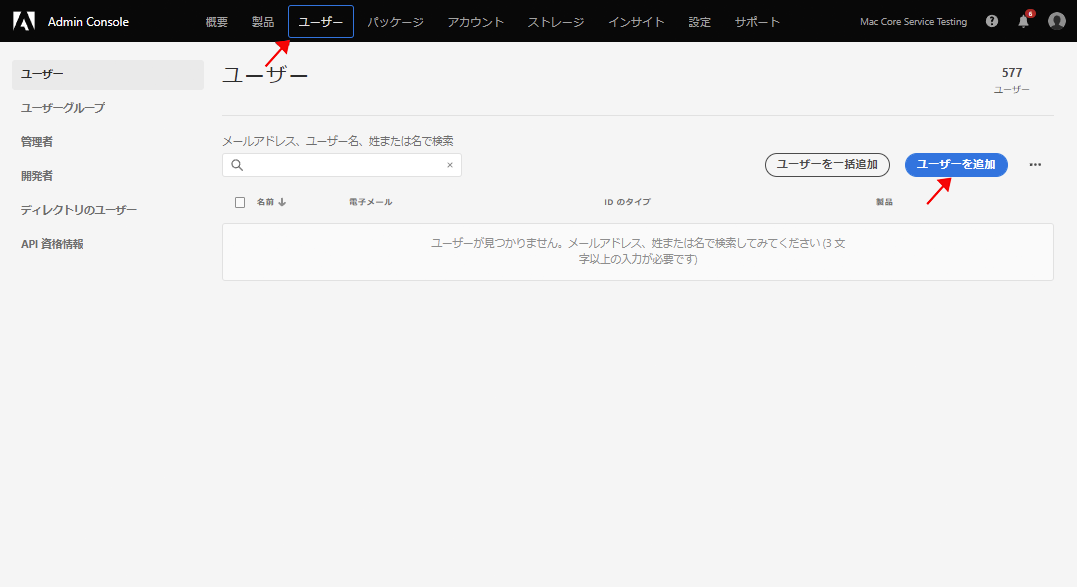 Admin Console
概要 製品 ユーザー パッケージ アカウント ストレージ インサイト 設定 サポート
Mac Core Service Testing
6
ユーザー
ユーザーグループ
管理者
開発者
ディレクトリのユーザー
API 資格情報
ユーザー
577
ユーザー
メールアドレス、ユーザー名、姓または名で検索
ユーザーを一括追加 ユーザーを追加
名前 電子メール ID のタイプ 製品
ユーザーが見つかりません。メールアドレス、姓または名で検索してみてください (3 文
字以上の入力が必要です)